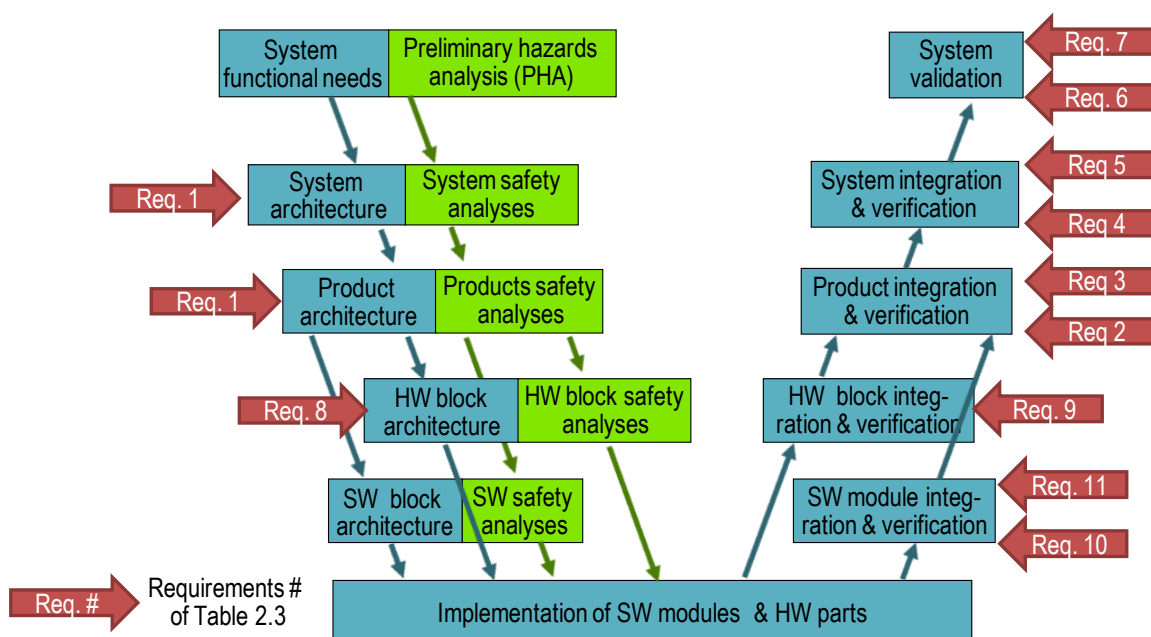 System
functional needs
Preliminary hazards
analysis (PHA)
System
validation
Req. 7
Req. 6
Req. 1
System
architecture
System safety
analyses
System integration
& verification
Req. 5
Req. 4
Req. 1
Product
architecture
Products safety
analyses
Product integration
& verification
Req. 3
Req. 2
Req. 8
HW block
architecture
HW block safety
analyses
HW block integ-
ration & verification
Req. 9
SW block
architecture
SW safety
analyses
SW module integ-
ration & verification
Req. 11
Req. 10
Req. #
Requirements #
of Table 2.3
Implementation of SW modules & HW parts